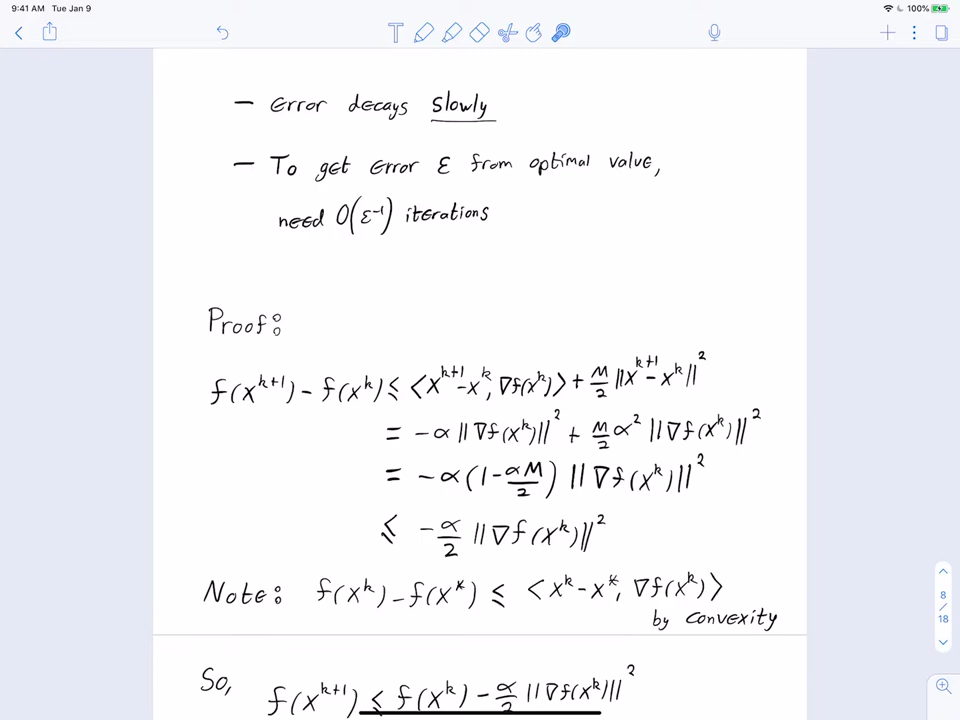 9:41 AM Tue Jan 9
100%
— Error decays slowly
— To get error ε from optimal value,
need O(ε⁻¹) iterations
Proof:
f(x^{k+1}) - f(x^k) ≤ ⟨x^{k+1} - x^k, ∇f(x^k)⟩ + M/2 ||x^{k+1} - x^k||²
= -α ||∇f(x^k)||² + M/2 α² ||∇f(x^k)||²
= -α (1 - αM/2) ||∇f(x^k)||²
≤ -α/2 ||∇f(x^k)||²
Note: f(x^k) - f(x^*) ≤ ⟨x^k - x^*, ∇f(x^k)⟩
by convexity
So,
f(x^{k+1}) ≤ f(x^k) - α/2 ||∇f(x^k)||²
8
/
18